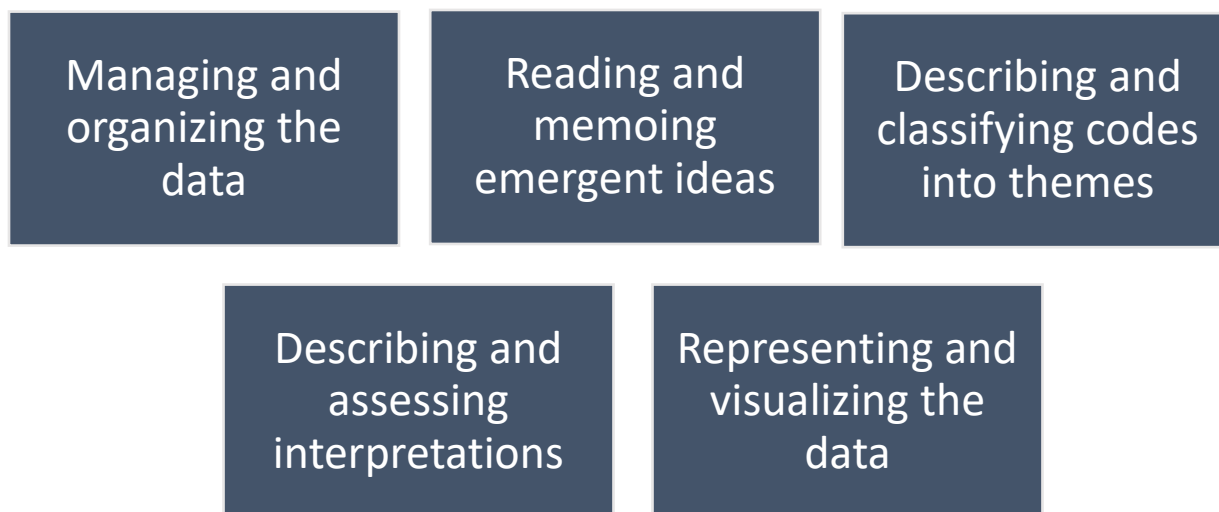 Managing and
organizing the
data
Reading and
memoing
emergent ideas
Describing and
classifying codes
into themes
Describing and
assessing
interpretations
Representing and
visualizing the
data